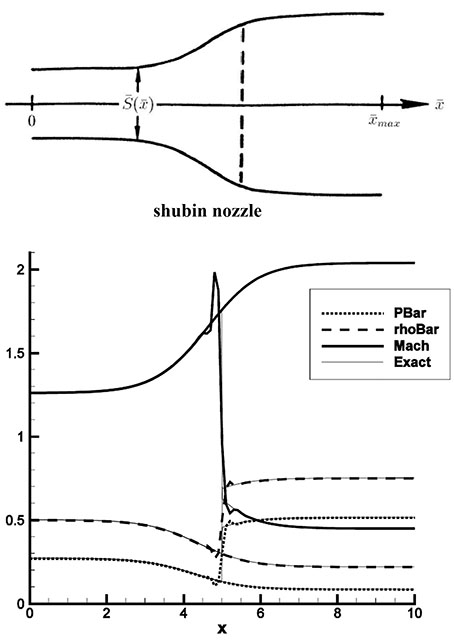 S̄(x̄)
x̄
0
x̄max
shubin nozzle
2
PBar
rhoBar
Mach
Exact
1.5
1
0.5
0
0
2
4
6
8
10
x